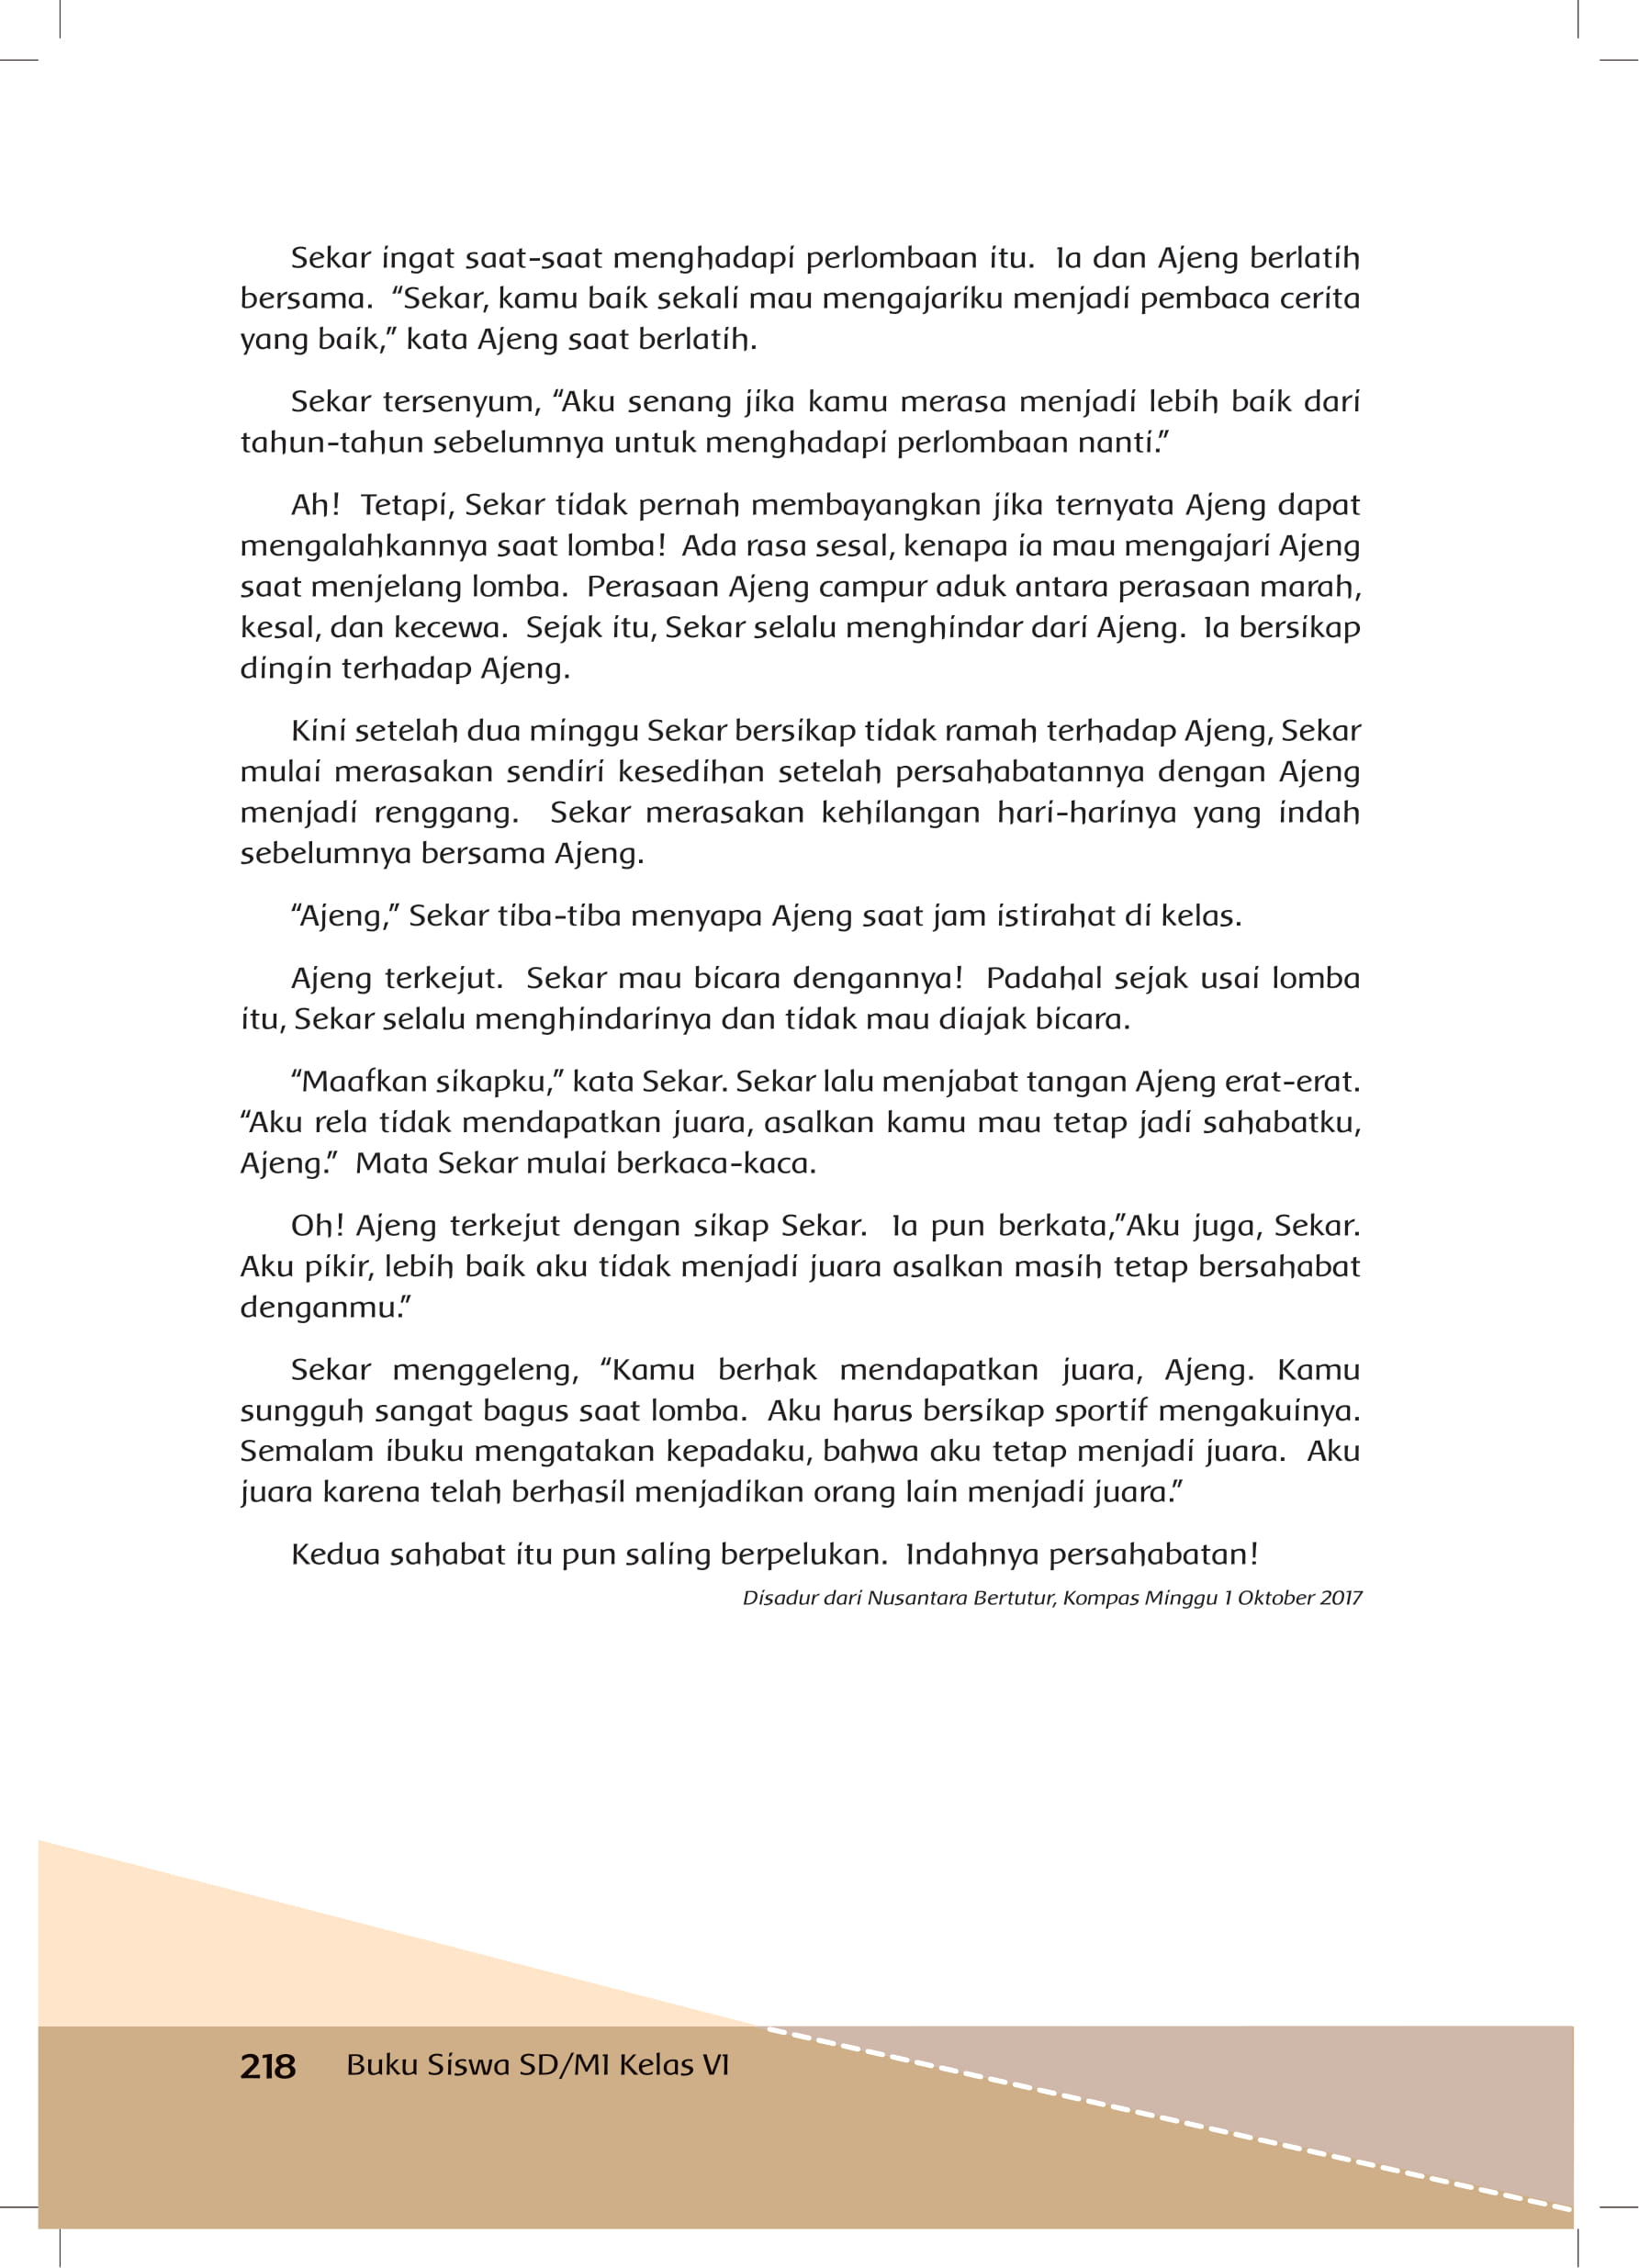 Sekar ingat saat-saat menghadapi perlombaan itu. Ia dan Ajeng berlatih
bersama. “Sekar, kamu baik sekali mau mengajariku menjadi pembaca cerita
yang baik,” kata Ajeng saat berlatih.
Sekar tersenyum, “Aku senang jika kamu merasa menjadi lebih baik dari
tahun-tahun sebelumnya untuk menghadapi perlombaan nanti.”
Ah! Tetapi, Sekar tidak pernah membayangkan jika ternyata Ajeng dapat
mengalahkannya saat lomba! Ada rasa sesal, kenapa ia mau mengajari Ajeng
saat menjelang lomba. Perasaan Ajeng campur aduk antara perasaan marah,
kesal, dan kecewa. Sejak itu, Sekar selalu menghindar dari Ajeng. Ia bersikap
dingin terhadap Ajeng.
Kini setelah dua minggu Sekar bersikap tidak ramah terhadap Ajeng, Sekar
mulai merasakan sendiri kesedihan setelah persahabatannya dengan Ajeng
menjadi renggang. Sekar merasakan kehilangan hari-harinya yang indah
sebelumnya bersama Ajeng.
“Ajeng,” Sekar tiba-tiba menyapa Ajeng saat jam istirahat di kelas.
Ajeng terkejut. Sekar mau bicara dengannya! Padahal sejak usai lomba
itu, Sekar selalu menghindarinya dan tidak mau diajak bicara.
“Maafkan sikapku,” kata Sekar. Sekar lalu menjabat tangan Ajeng erat-erat.
“Aku rela tidak mendapatkan juara, asalkan kamu mau tetap jadi sahabatku,
Ajeng.” Mata Sekar mulai berkaca-kaca.
Oh! Ajeng terkejut dengan sikap Sekar. Ia pun berkata,”Aku juga, Sekar.
Aku pikir, lebih baik aku tidak menjadi juara asalkan masih tetap bersahabat
denganmu.”
Sekar menggeleng, “Kamu berhak mendapatkan juara, Ajeng. Kamu
sungguh sangat bagus saat lomba. Aku harus bersikap sportif mengakuinya.
Semalam ibuku mengatakan kepadaku, bahwa aku tetap menjadi juara. Aku
juara karena telah berhasil menjadikan orang lain menjadi juara.”
Kedua sahabat itu pun saling berpelukan. Indahnya persahabatan!
Disadur dari Nusantara Bertutur, Kompas Minggu 1 Oktober 2017
218 Buku Siswa SD/MI Kelas VI